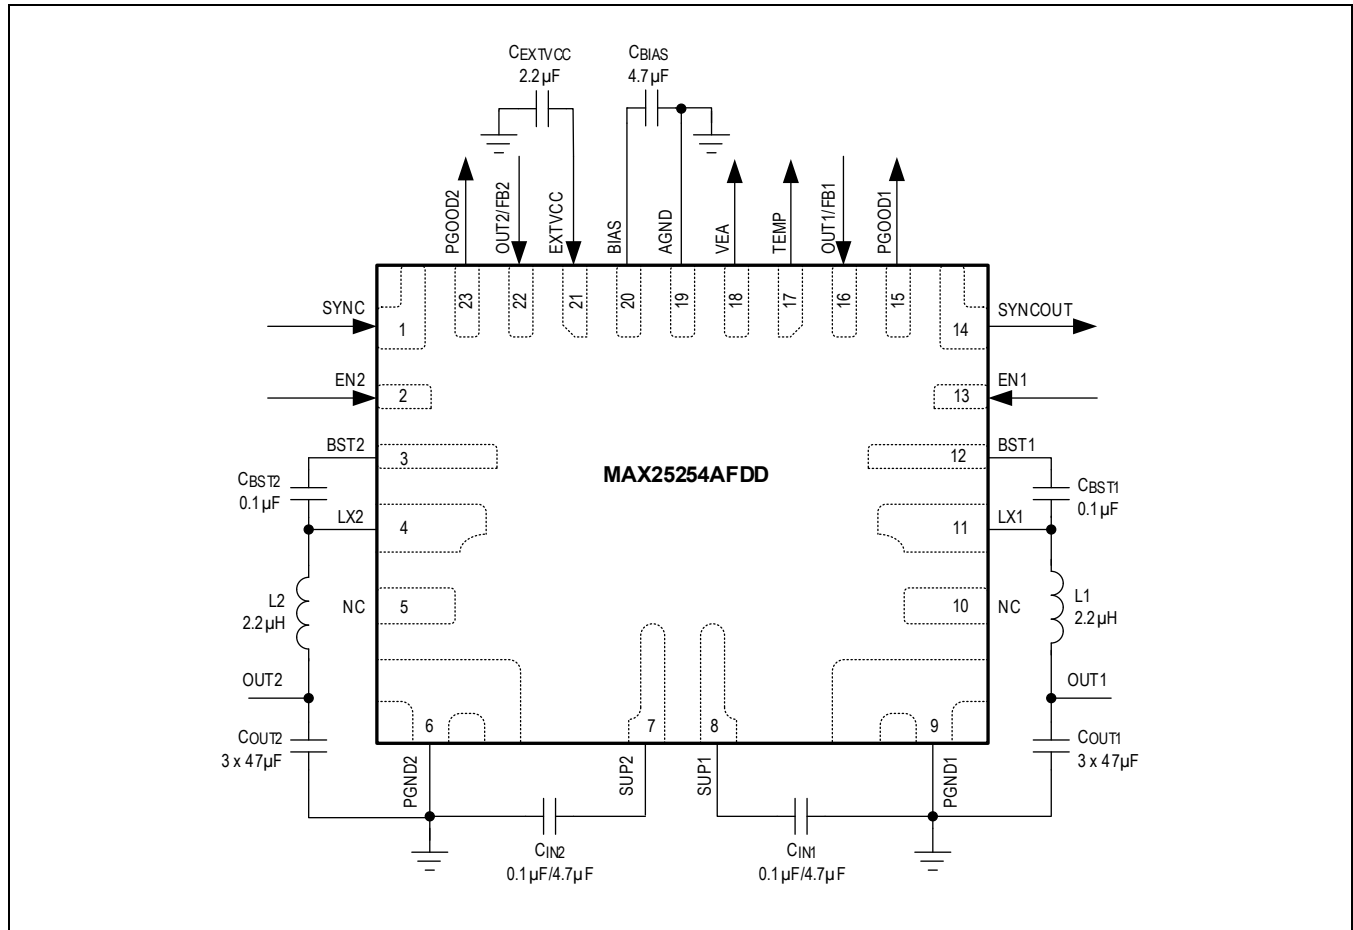 CEXTVCC
2.2µF
CBIAS
4.7µF
PGOOD2
OUT2/FB2
EXTVCC
BIAS
AGND
VEA
TEMP
OUT1/FB1
PGOOD1
23
22
21
20
19
18
17
16
15
SYNC
1
14
SYNCOUT
EN2
2
13
EN1
BST2
3
12
BST1
MAX25254AFDD
CBST2
0.1µF
CBST1
0.1µF
LX2
4
11
LX1
L2
2.2µH
NC
5
10
NC
L1
2.2µH
OUT2
OUT1
6
7
8
9
COUT2
3 x 47µF
COUT1
3 x 47µF
PGND2
SUP2
SUP1
PGND1
CIN2
0.1µF/4.7µF
CIN1
0.1µF/4.7µF